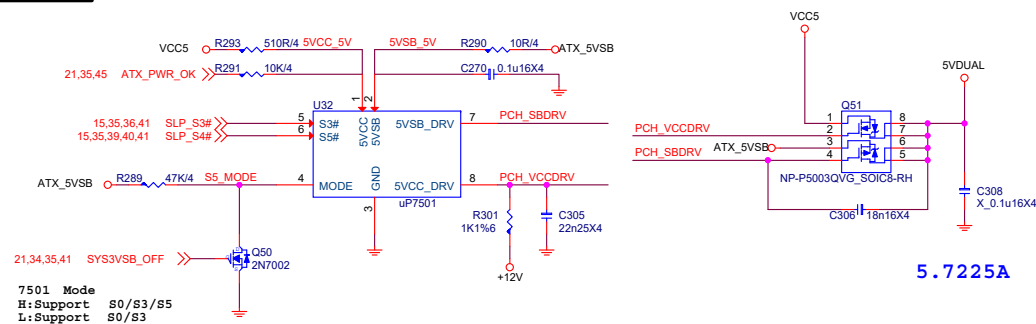 VCC5
VCC5 R293 510R/4 5VCC_5V 5VSB_5V R290 10R/4 ATX_5VSB
21,35,45 ATX_PWR_OK R291 10K/4 C270 0.1u16X4
5VDUAL
1 2
U32
Q51
15,35,36,41 SLP_S3# 5 S3# 5VCC 5VSB 5VSB_DRV 7 PCH_SBDRV
15,35,39,40,41 SLP_S4# 6 S5#
1 8
PCH_VCCDRV 2 7
ATX_5VSB 3 6
PCH_SBDRV 4 5
NP-P5003QVG_SOIC8-RH
ATX_5VSB R289 47K/4 S5_MODE 4 MODE GND 5VCC_DRV 8 PCH_VCCDRV
uP7501
3
C308
X_0.1u16X4
C306 18n16X4
R301
1K1%6
C305
22n25X4
Q50
2N7002
21,34,35,41 SYS3VSB_OFF
+12V
5.7225A
7501 Mode
H:Support S0/S3/S5
L:Support S0/S3